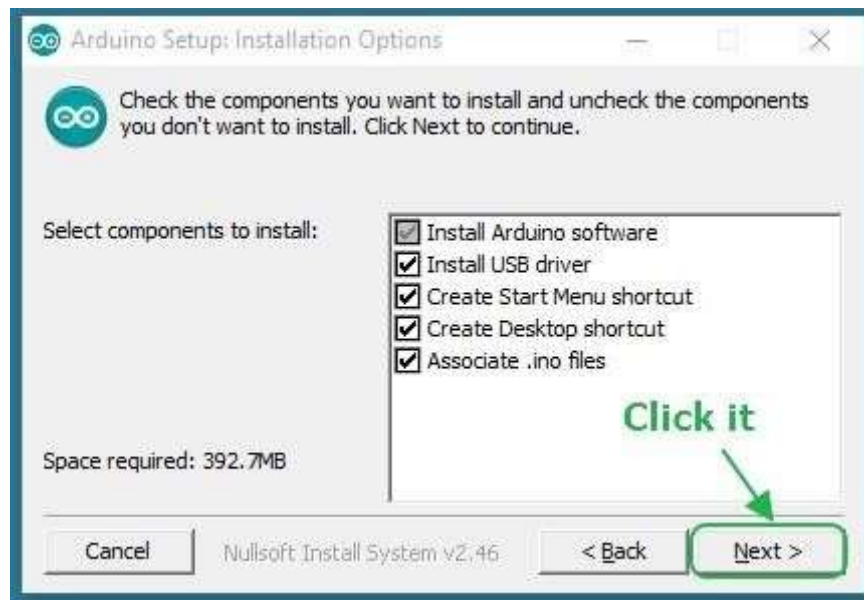 Arduino Setup: Installation Options
Check the components you want to install and uncheck the components
you don't want to install. Click Next to continue.
Select components to install:
Install Arduino software
Install USB driver
Create Start Menu shortcut
Create Desktop shortcut
Associate .ino files
Click it
Space required: 392.7MB
Cancel
Nullsoft Install System v2.46
< Back
Next >